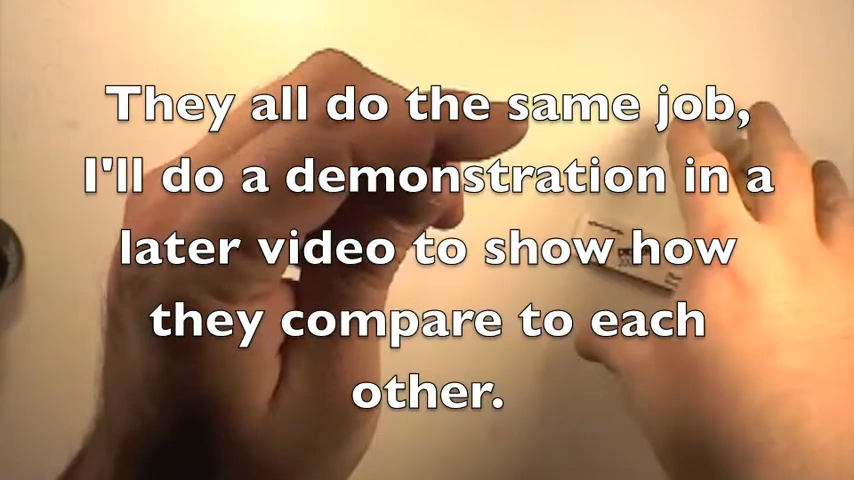 They all do the same job,
I'll do a demonstration in a
later video to show how
they compare to each
other.